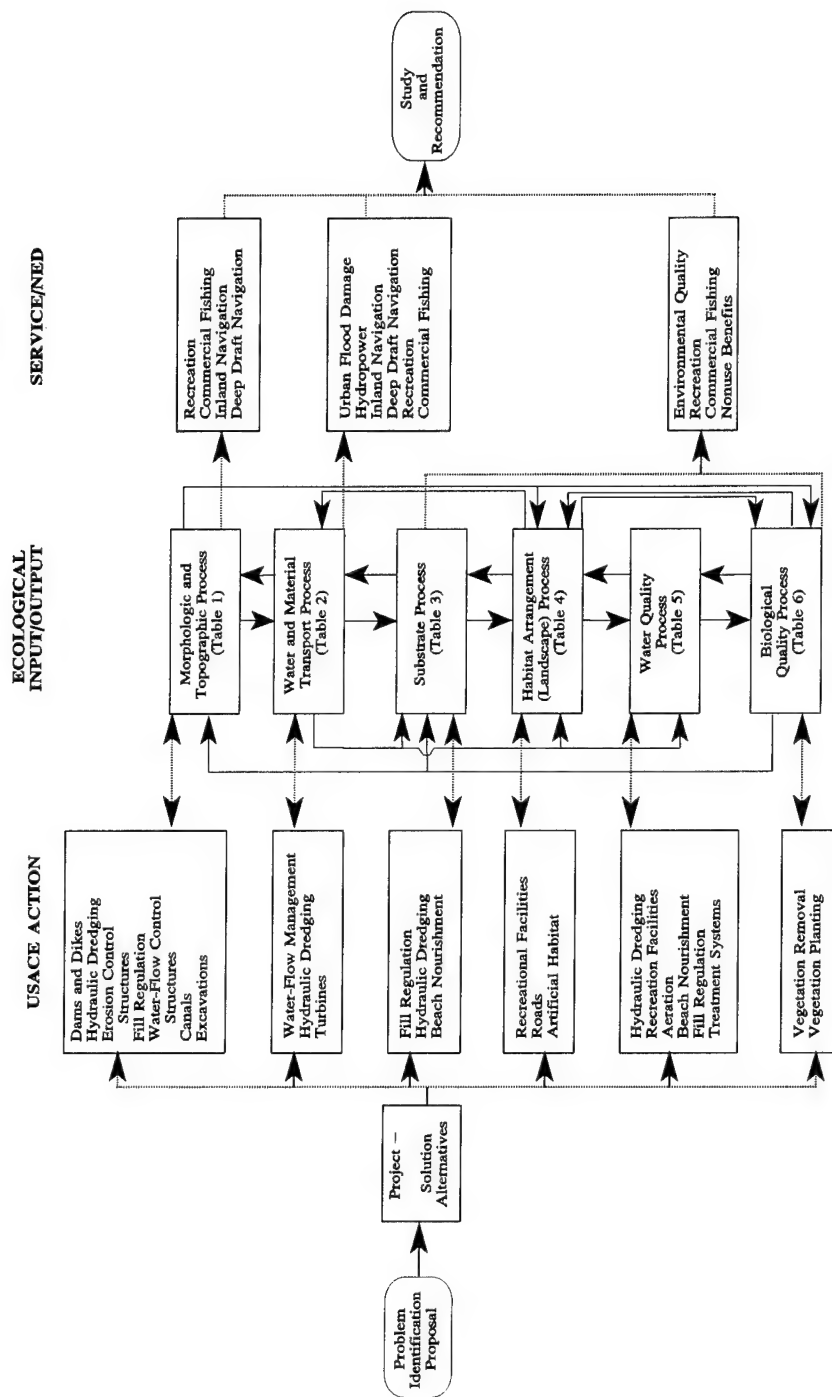 USACE ACTION
ECOLOGICAL
INPUT/OUTPUT
SERVICE/NED
Problem
Identification
Proposal
Project –
Solution
Alternatives
Dams and Dikes
Hydraulic Dredging
Erosion Control
Structures
Fill Regulation
Water-Flow Control
Structures
Canals
Excavations
Water-Flow Management
Hydraulic Dredging
Turbines
Fill Regulation
Hydraulic Dredging
Beach Nourishment
Recreational Facilities
Roads
Artificial Habitat
Hydraulic Dredging
Recreation Facilities
Aeration
Beach Nourishment
Fill Regulation
Treatment Systems
Vegetation Removal
Vegetation Planting
Morphologic and
Topographic Process
(Table 1)
Water and Material
Transport Process
(Table 2)
Substrate Process
(Table 3)
Habitat Arrangement
(Landscape) Process
(Table 4)
Water Quality
Process
(Table 5)
Biological
Quality Process
(Table 6)
Recreation
Commercial Fishing
Inland Navigation
Deep Draft Navigation
Urban Flood Damage
Hydropower
Inland Navigation
Deep Draft Navigation
Recreation
Commercial Fishing
Environmental Quality
Recreation
Commercial Fishing
Nonuse Benefits
Study
and
Recommendation